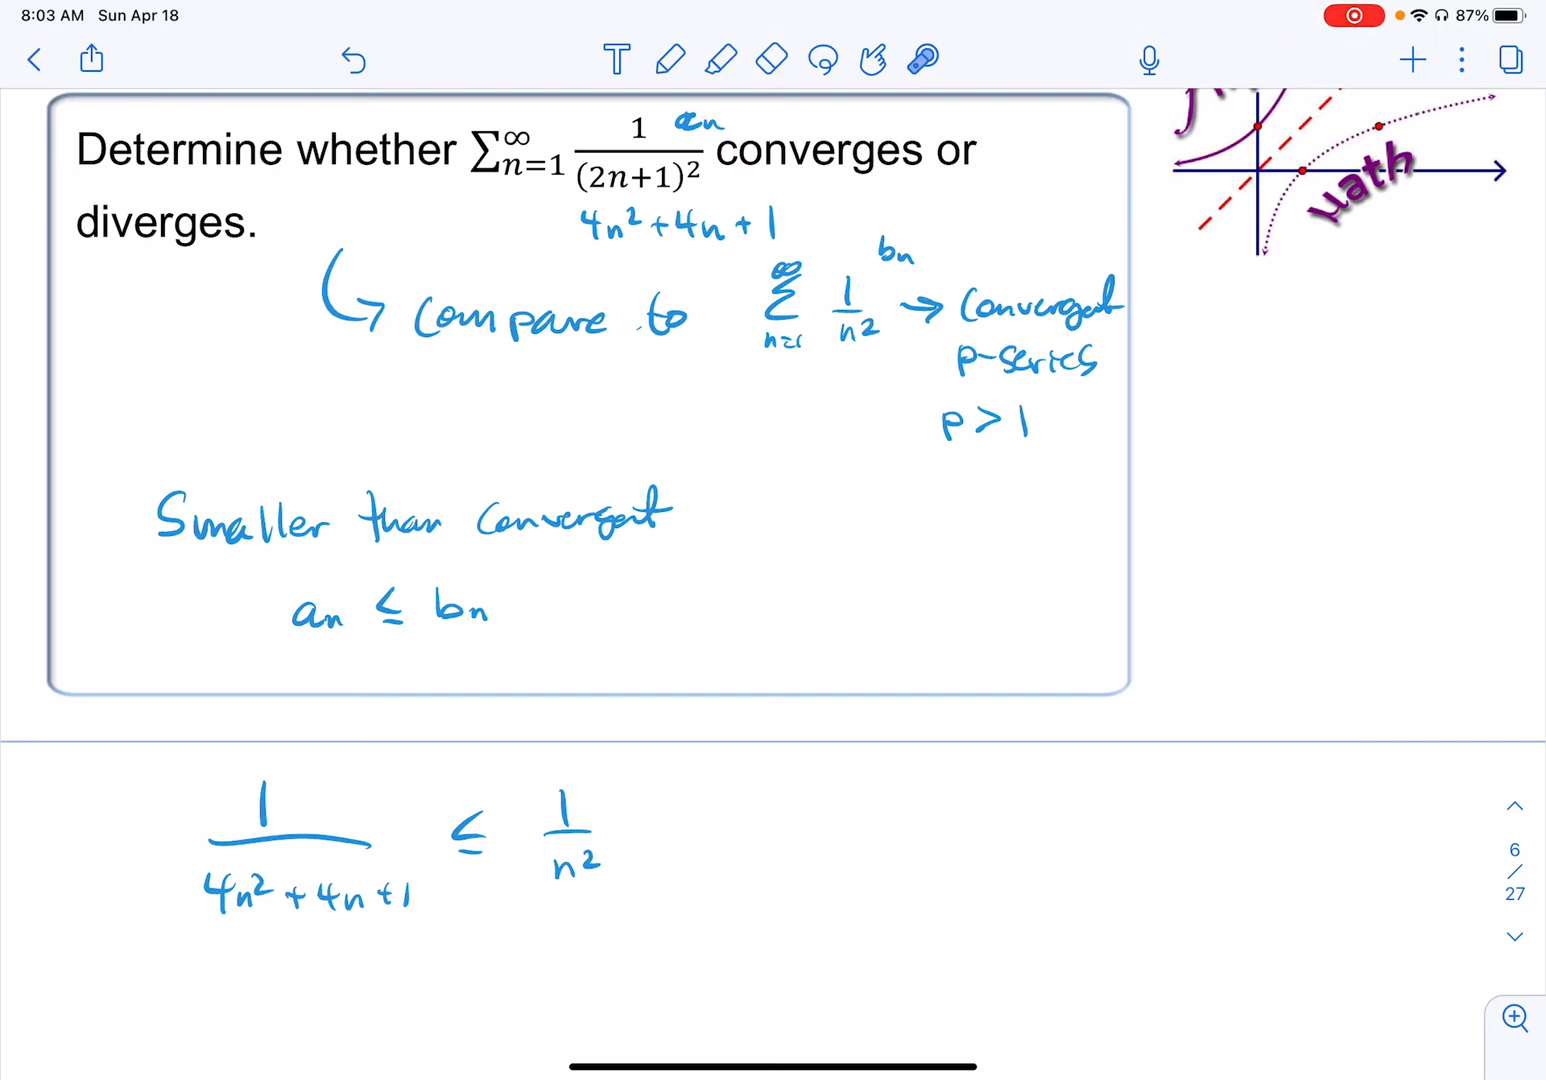 8:03 AM Sun Apr 18
87%
Determine whether ∑_{n=1}^{∞} 1/(2n+1)² converges or
aₙ
diverges.
4n² + 4n + 1
bₙ
Compare to ∑_{n=1}^{∞} 1/n² → Convergent
p-series
p > 1
Smaller than convergent
aₙ ≤ bₙ
1/(4n² + 4n + 1) ≤ 1/n²
math
6
/
27